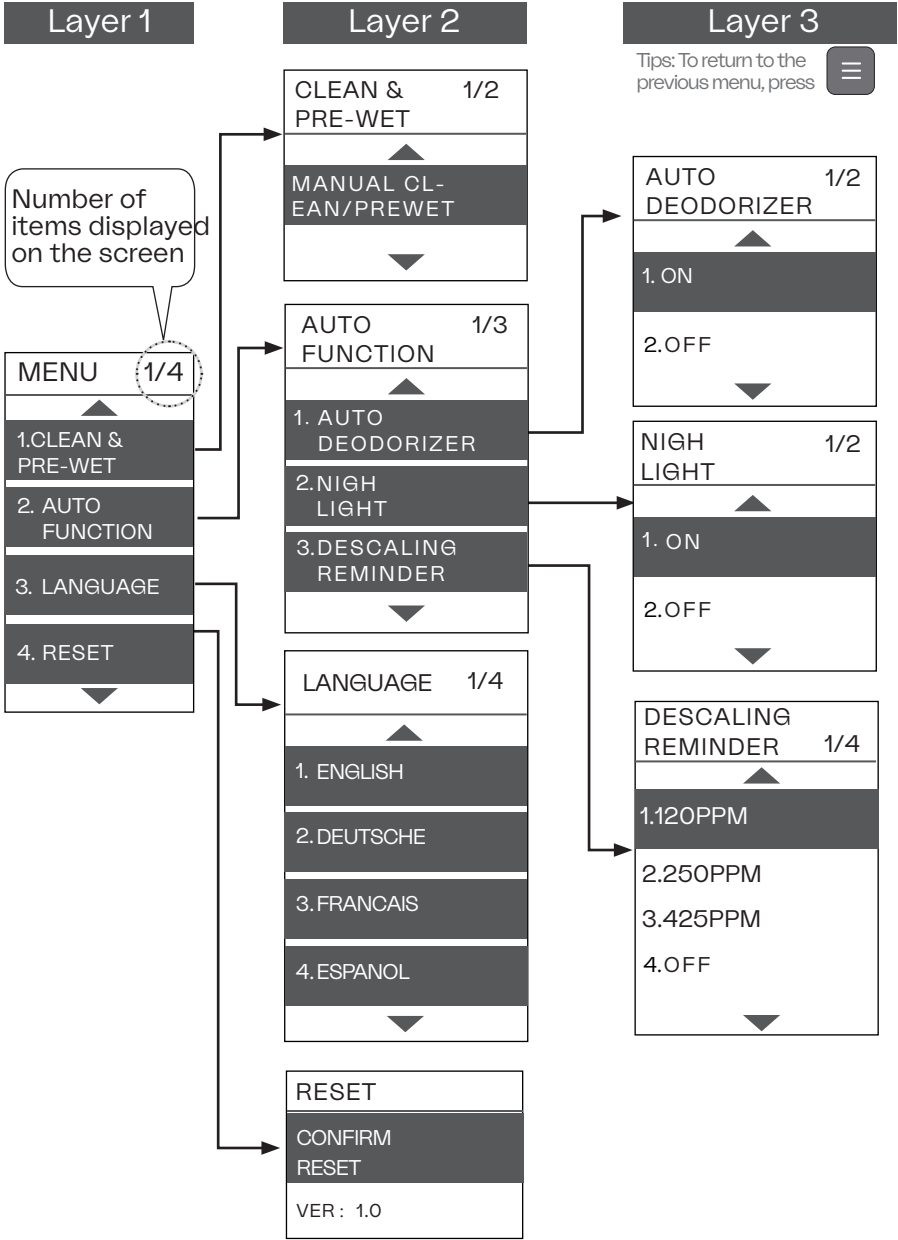 Layer 1
Layer 2
Layer 3
Tips: To return to the
previous menu, press
Number of
items displayed
on the screen
MENU 1/4
1.CLEAN &
PRE-WET
2. AUTO
FUNCTION
3. LANGUAGE
4. RESET
CLEAN & 1/2
PRE-WET
MANUAL CL-
EAN/PREWET
AUTO 1/3
FUNCTION
1. AUTO
DEODORIZER
2.NIGH
LIGHT
3.DESCALING
REMINDER
LANGUAGE 1/4
1. ENGLISH
2.DEUTSCHE
3.FRANCAIS
4.ESPANOL
RESET
CONFIRM
RESET
VER : 1.0
AUTO 1/2
DEODORIZER
1. ON
2.OFF
NIGH 1/2
LIGHT
1. ON
2.OFF
DESCALING
REMINDER 1/4
1.120PPM
2.250PPM
3.425PPM
4.OFF